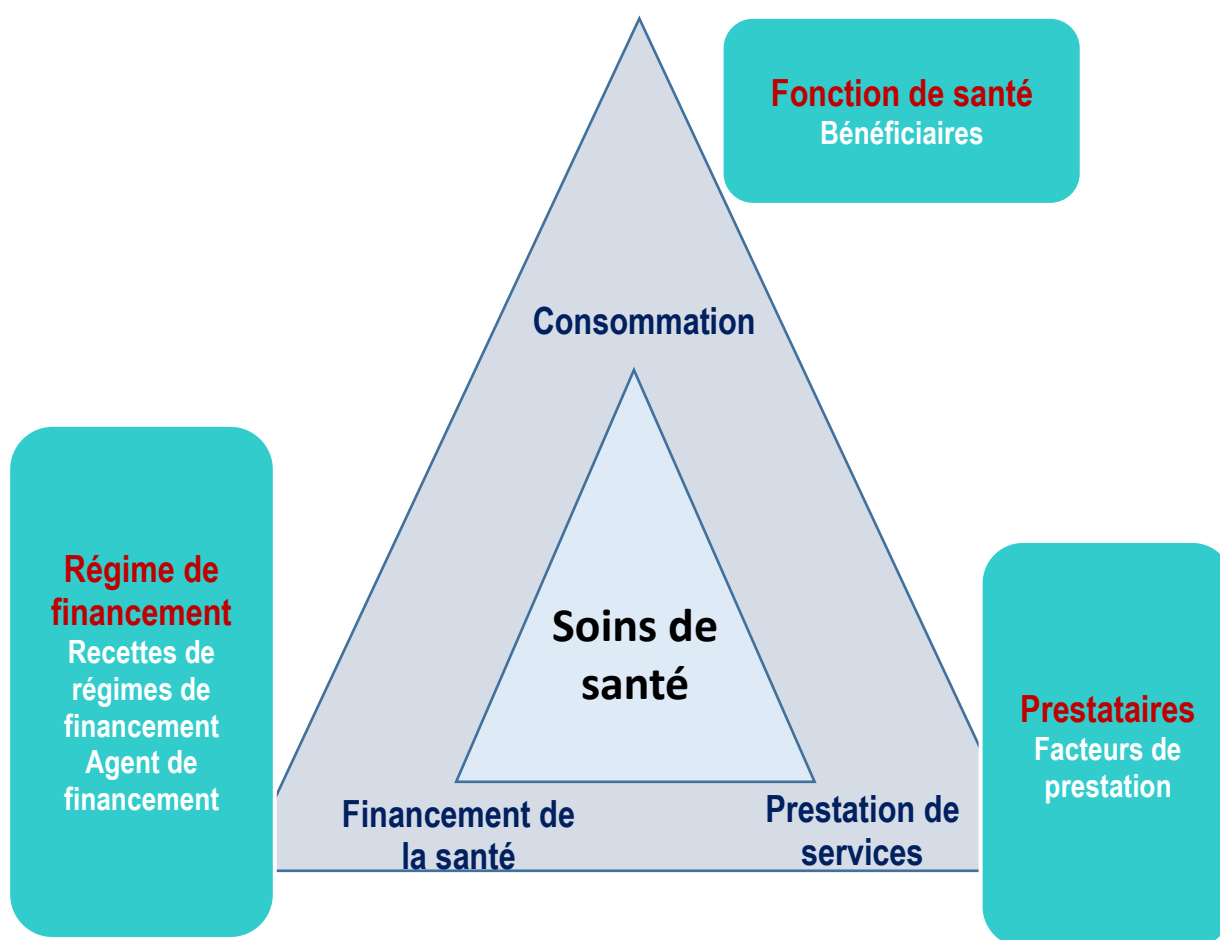 Fonction de santé
Bénéficiaires
Consommation
Régime de
financement
Recettes de
régimes de
financement
Agent de
financement
Soins de
santé
Prestataires
Facteurs de
prestation
Financement de
la santé
Prestation de
services